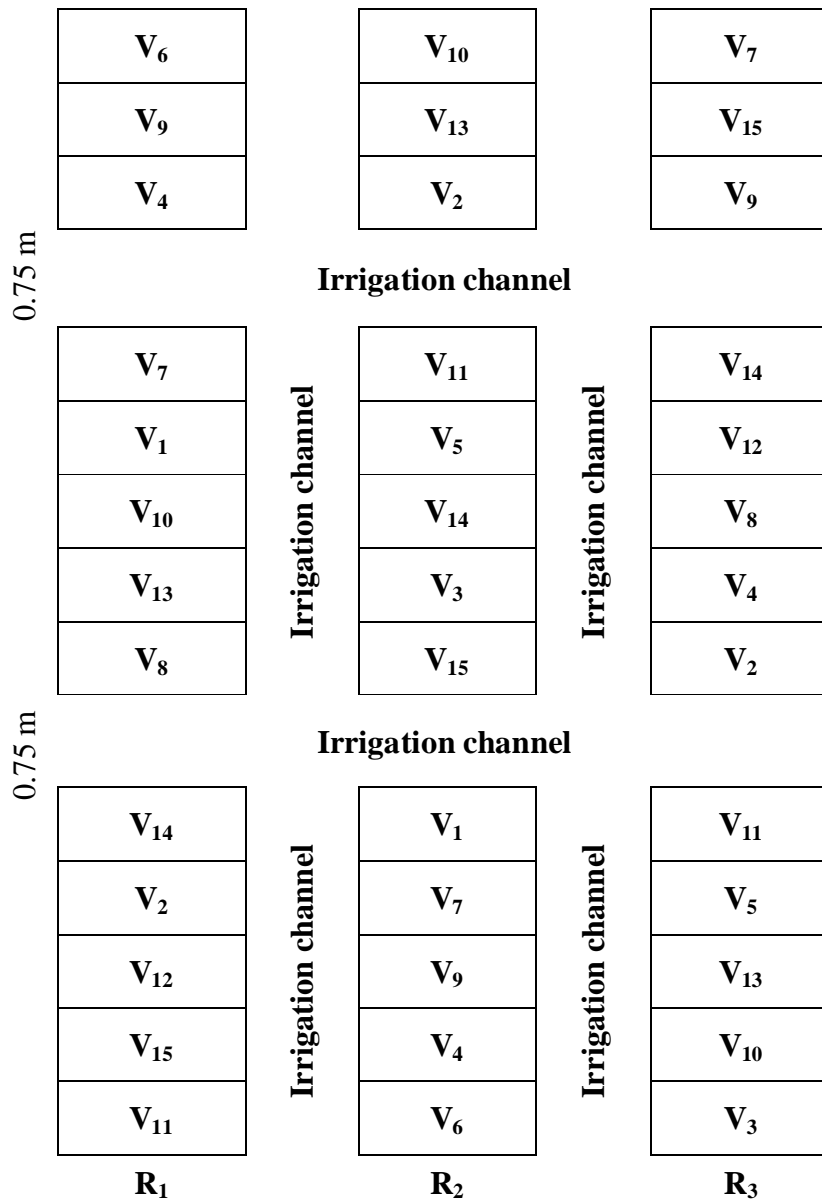 V₆ V₁₀ V₇
V₉ V₁₃ V₁₅
V₄ V₂ V₉
0.75 m
Irrigation channel
V₇ V₁₁ V₁₄
V₁ V₅ V₁₂
V₁₀ V₁₄ V₈
V₁₃ V₃ V₄
V₈ V₁₅ V₂
Irrigation channel
Irrigation channel
0.75 m
Irrigation channel
V₁₄ V₁ V₁₁
V₂ V₇ V₅
V₁₂ V₉ V₁₃
V₁₅ V₄ V₁₀
V₁₁ V₆ V₃
Irrigation channel
Irrigation channel
R₁ R₂ R₃